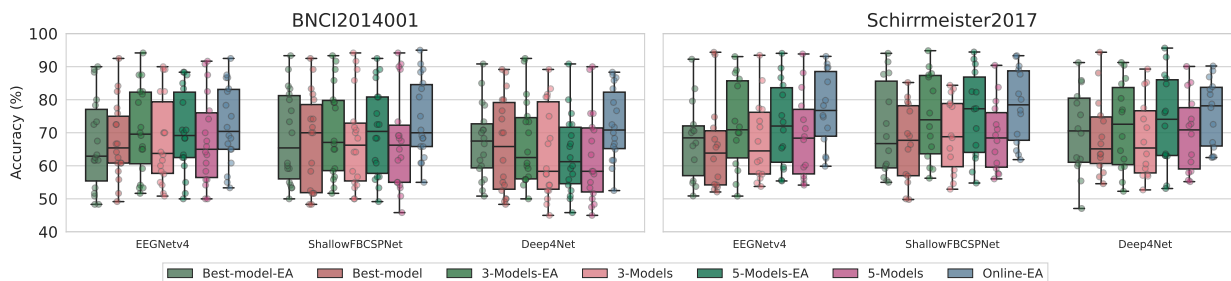 BNCI2014001 Schirrmeister2017
Accuracy (%)
100
90
80
70
60
50
40
EEGNetv4 ShallowFBCSPNet Deep4Net EEGNetv4 ShallowFBCSPNet Deep4Net
Best-model-EA Best-model 3-Models-EA 3-Models 5-Models-EA 5-Models Online-EA